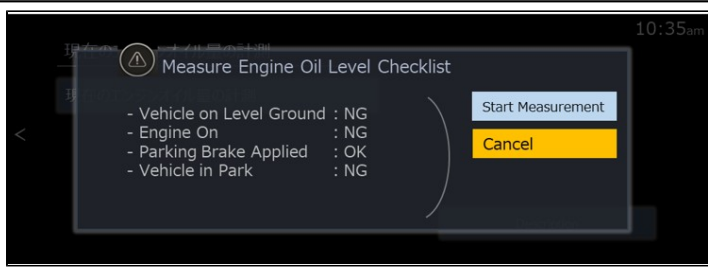 10:35am
Measure Engine Oil Level Checklist
- Vehicle on Level Ground : NG
- Engine On : NG
- Parking Brake Applied : OK
- Vehicle in Park : NG
Start Measurement
Cancel
<